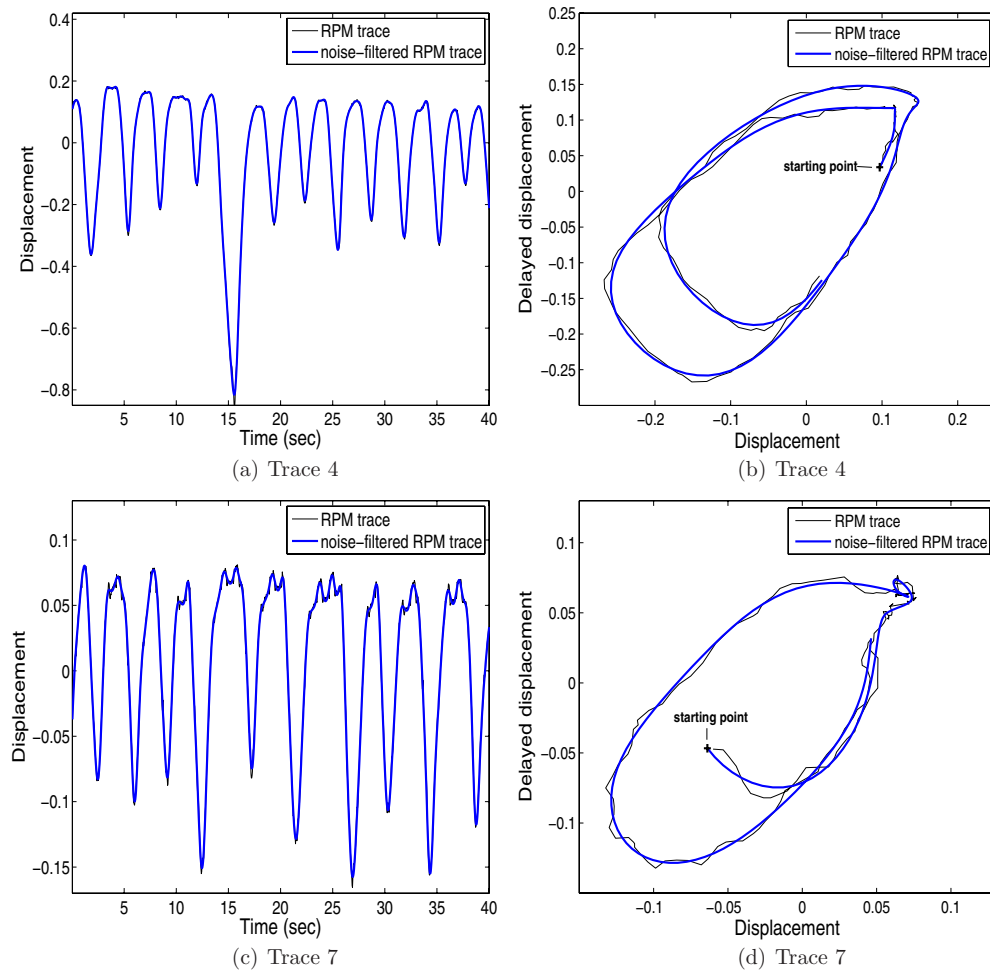 RPM trace
noise−filtered RPM trace
0.4
0.2
0
−0.2
−0.4
−0.6
−0.8
Displacement
5 10 15 20 25 30 35 40
Time (sec)
(a) Trace 4
RPM trace
noise−filtered RPM trace
0.25
0.2
0.15
0.1
0.05
0
−0.05
−0.1
−0.15
−0.2
−0.25
Delayed displacement
starting point
−0.2 −0.1 0 0.1 0.2
Displacement
(b) Trace 4
RPM trace
noise−filtered RPM trace
0.1
0.05
0
−0.05
−0.1
−0.15
Displacement
5 10 15 20 25 30 35 40
Time (sec)
(c) Trace 7
RPM trace
noise−filtered RPM trace
0.1
0.05
0
−0.05
−0.1
Delayed displacement
starting point
−0.1 −0.05 0 0.05 0.1
Displacement
(d) Trace 7